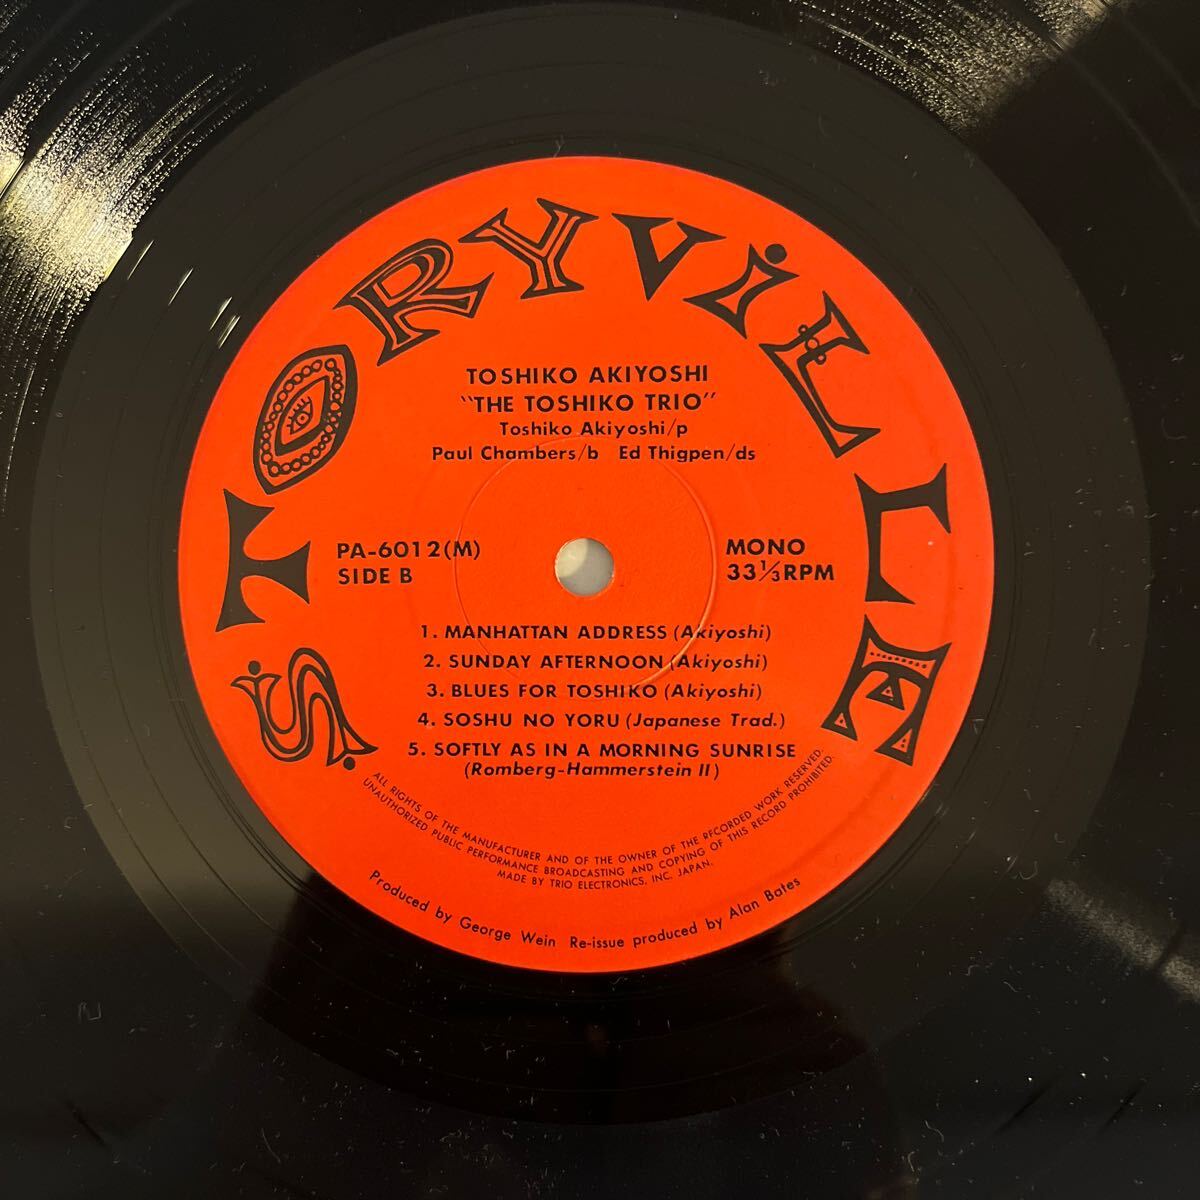 STORYViLLE
TOSHIKO AKIYOSHI
"THE TOSHIKO TRIO"
Toshiko Akiyoshi/p
Paul Chambers/b Ed Thigpen/ds
PA-6012(M)
SIDE B
MONO
33⅓RPM
1. MANHATTAN ADDRESS (Akiyoshi)
2. SUNDAY AFTERNOON (Akiyoshi)
3. BLUES FOR TOSHIKO (Akiyoshi)
4. SOSHU NO YORU (Japanese Trad.)
5. SOFTLY AS IN A MORNING SUNRISE
(Romberg-Hammerstein II)
ALL RIGHTS OF THE MANUFACTURER AND OF THE OWNER OF THE RECORDED WORK RESERVED.
UNAUTHORIZED PUBLIC PERFORMANCE BROADCASTING AND COPYING OF THIS RECORD PROHIBITED.
MADE BY TRIO ELECTRONICS, INC. JAPAN.
Produced by George Wein Re-issue produced by Alan Bates